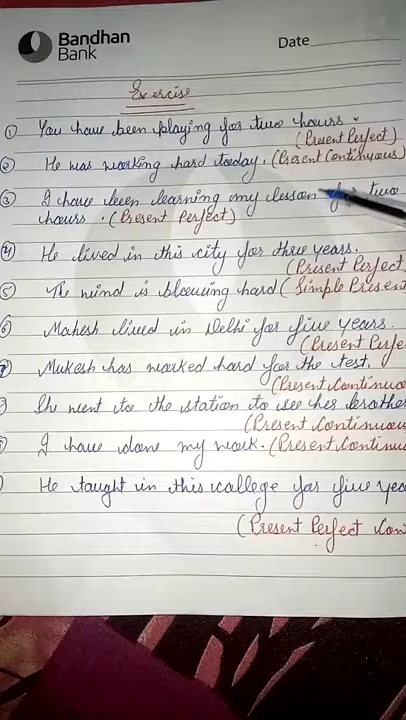 Bandhan
Bank
Date
Exercise
① You have been playing for two hours.
(Present Perfect)
② He was working hard today. (Present Continuous)
③ I have been learning my lesson for two
hours. (Present Perfect)
④ He lived in this city for three years.
(Present Perfect
⑤ The wind is blowing hard (Simple Present
⑥ Mahesh lived in Delhi for five years.
(Present Perfe
⑦ Mukesh has worked hard for the test.
(Present Continuo
She went to the station to see her brother
(Present Continuou
I have done my work. (Present Continu
He taught in this college for five yea
(Present Perfect Con